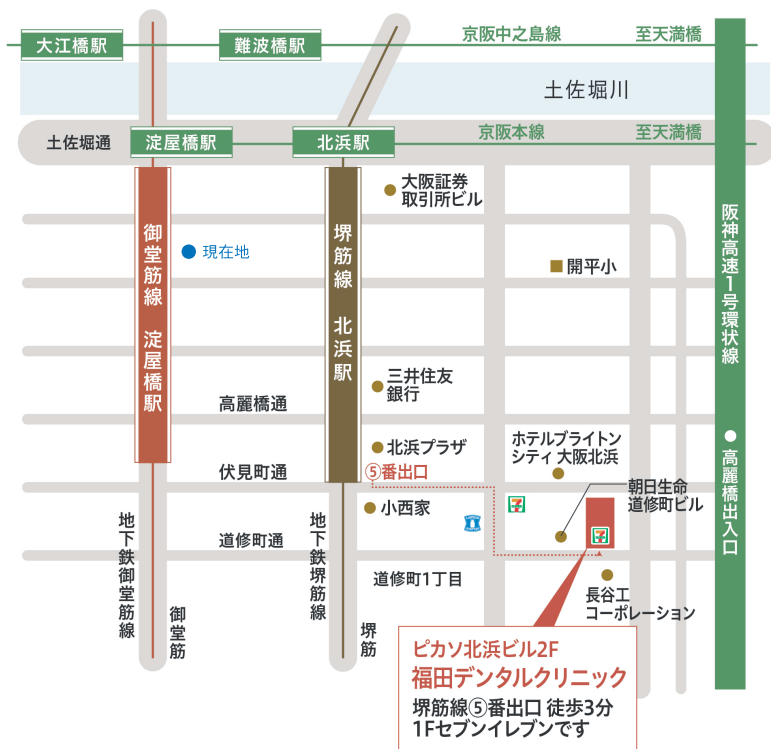 大江橋駅
難波橋駅
京阪中之島線
至天満橋
土佐堀川
土佐堀通
淀屋橋駅
北浜駅
京阪本線
至天満橋
大阪証券
取引所ビル
御堂筋線 淀屋橋駅
現在地
堺筋線 北浜駅
開平小
阪神高速1号環状線
高麗橋出入口
三井住友
銀行
高麗橋通
北浜プラザ
ホテルブライトン
シティ 大阪北浜
伏見町通
⑤番出口
朝日生命
道修町ビル
小西家
7
道修町通
7
地下鉄御堂筋線
御堂筋
地下鉄堺筋線
堺筋
道修町1丁目
長谷工
コーポレーション
ピカソ北浜ビル2F
福田デンタルクリニック
堺筋線⑤番出口 徒歩3分
1Fセブンイレブンです